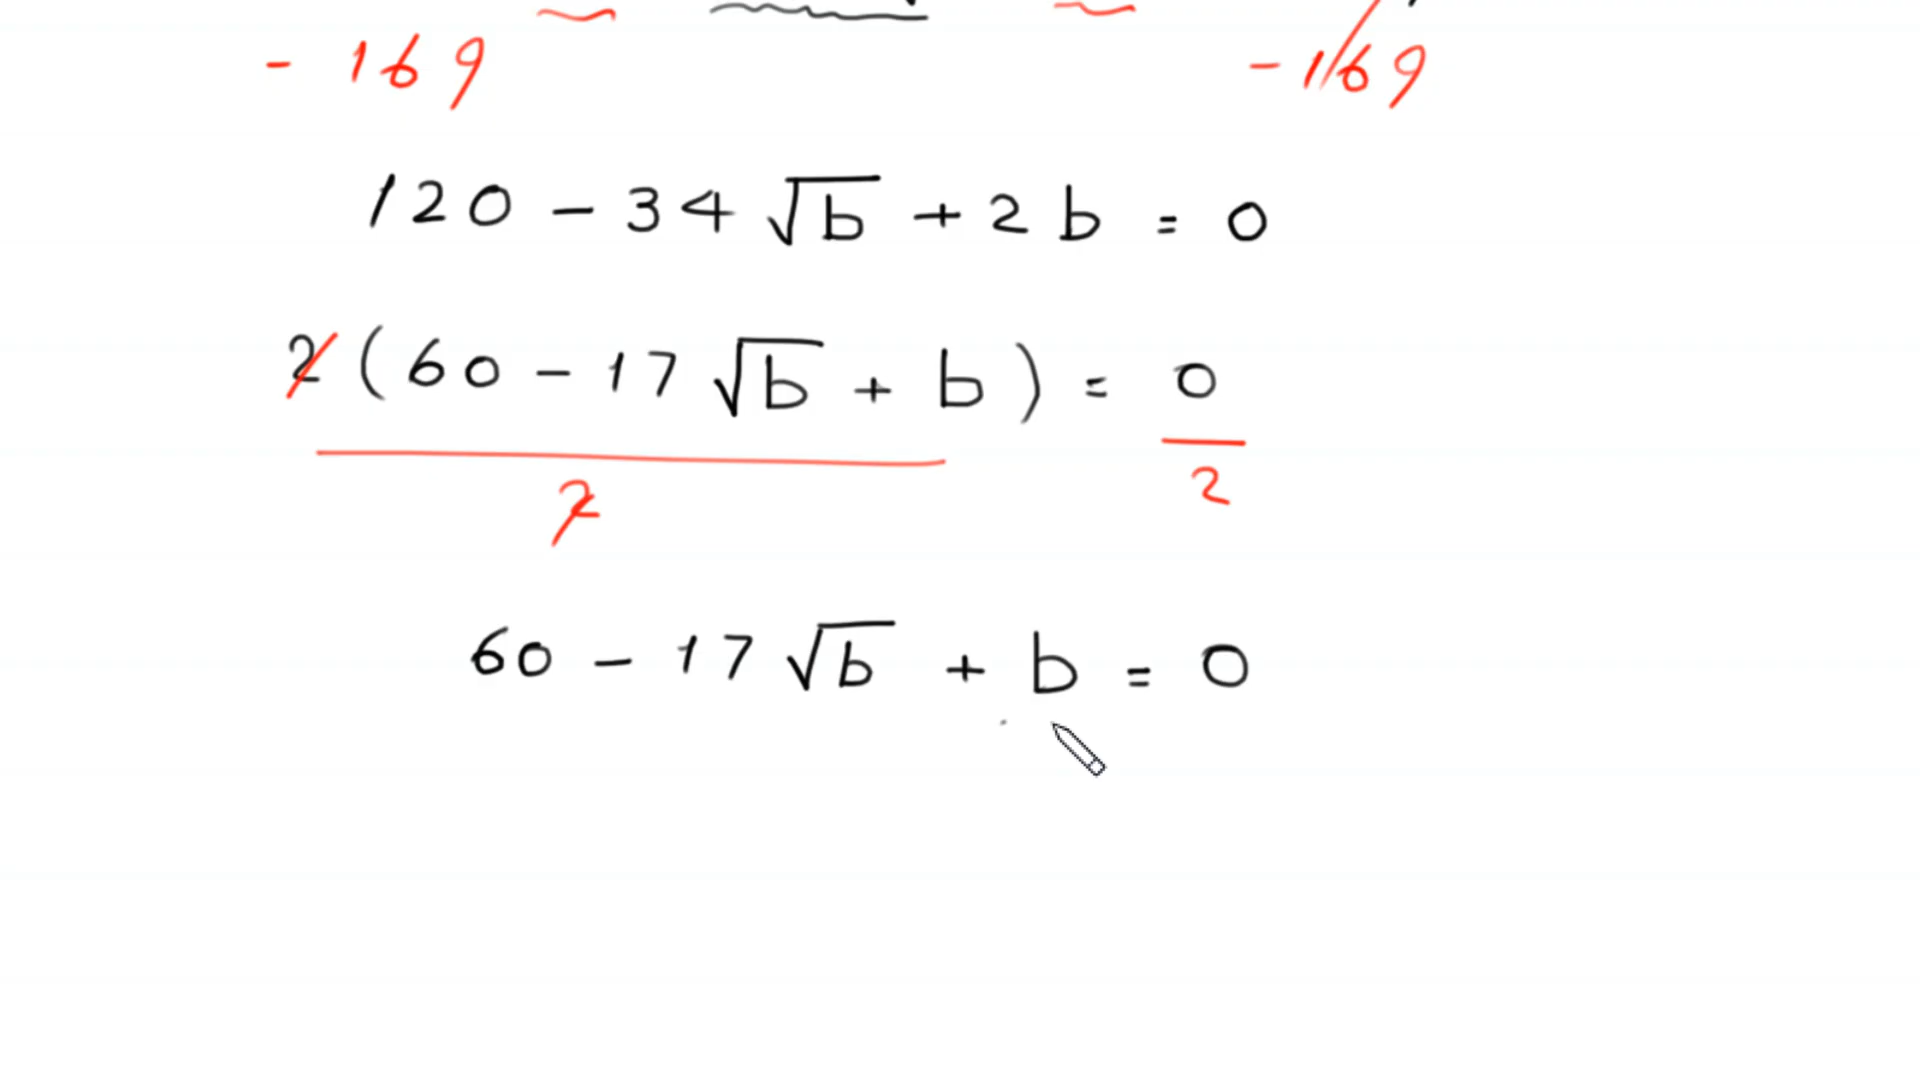 - 169 - 169
120 - 34 √b + 2b = 0
2 (60 - 17 √b + b) = 0
2 2
60 - 17 √b + b = 0